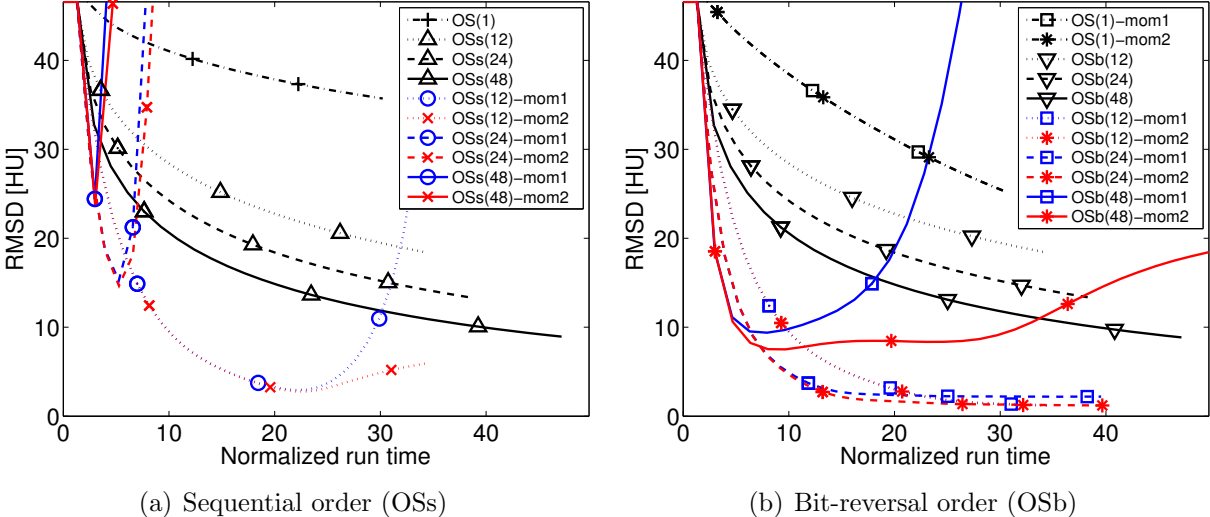 RMSD [HU]
40
30
20
10
0
0 10 20 30 40
Normalized run time
OS(1)
OSs(12)
OSs(24)
OSs(48)
OSs(12)−mom1
OSs(12)−mom2
OSs(24)−mom1
OSs(24)−mom2
OSs(48)−mom1
OSs(48)−mom2
(a) Sequential order (OSs)
RMSD [HU]
40
30
20
10
0
0 10 20 30 40
Normalized run time
OS(1)−mom1
OS(1)−mom2
OSb(12)
OSb(24)
OSb(48)
OSb(12)−mom1
OSb(12)−mom2
OSb(24)−mom1
OSb(24)−mom2
OSb(48)−mom1
OSb(48)−mom2
(b) Bit-reversal order (OSb)